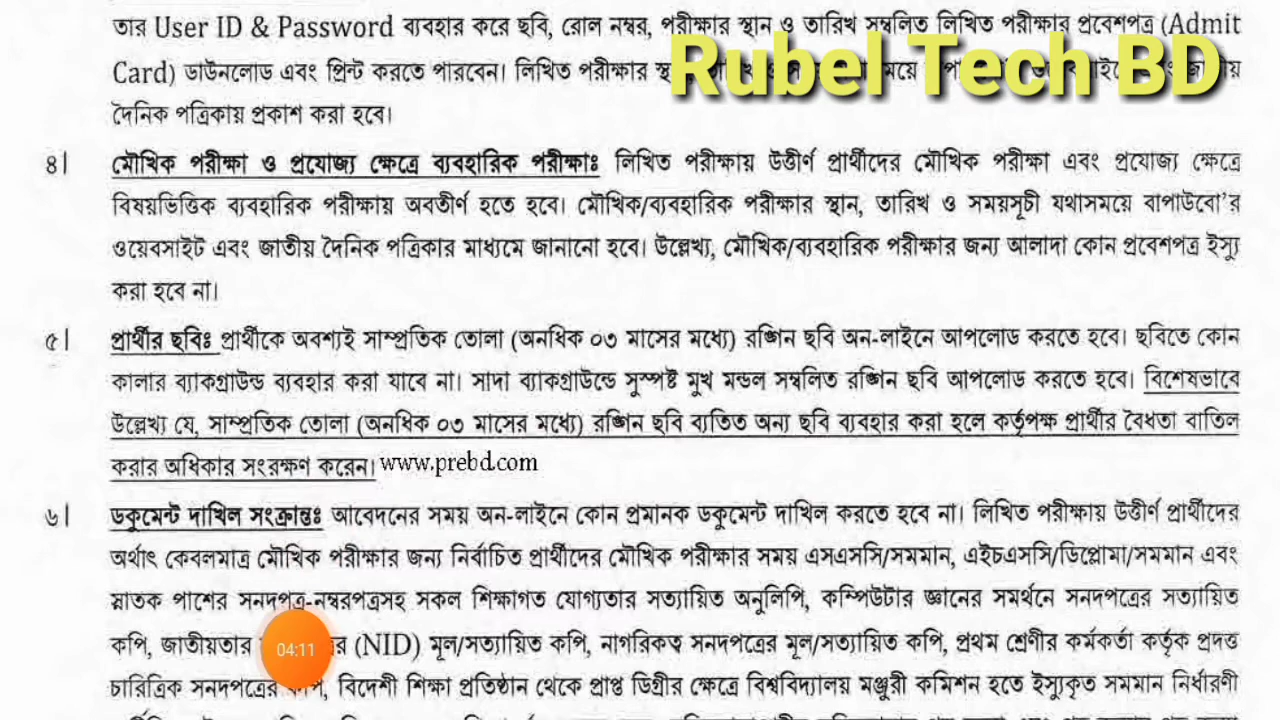 তার User ID & Password ব্যবহার করে ছবি, রোল নম্বর, পরীক্ষার স্থান ও তারিখ সম্বলিত লিখিত পরীক্ষার প্রবেশপত্র (Admit
Rubel Tech BD
Card) ডাউনলোড এবং প্রিন্ট করতে পারবেন। লিখিত পরীক্ষার
দৈনিক পত্রিকায় প্রকাশ করা হবে।
৪। মৌখিক পরীক্ষা ও প্রযোজ্য ক্ষেত্রে ব্যবহারিক পরীক্ষাঃ লিখিত পরীক্ষায় উত্তীর্ণ প্রার্থীদের মৌখিক পরীক্ষা এবং প্রযোজ্য ক্ষেত্রে
বিষয়ভিত্তিক ব্যবহারিক পরীক্ষায় অবতীর্ণ হতে হবে। মৌখিক/ব্যবহারিক পরীক্ষার স্থান, তারিখ ও সময়সূচী যথাসময়ে বাপাউবো'র
ওয়েবসাইট এবং জাতীয় দৈনিক পত্রিকার মাধ্যমে জানানো হবে। উল্লেখ্য, মৌখিক/ব্যবহারিক পরীক্ষার জন্য আলাদা কোন প্রবেশপত্র ইস্যু
করা হবে না।
৫। প্রার্থীর ছবিঃ প্রার্থীকে অবশ্যই সাম্প্রতিক তোলা (অনধিক ০৩ মাসের মধ্যে) রঙ্গিন ছবি অন-লাইনে আপলোড করতে হবে। ছবিতে কোন
কালার ব্যাকগ্রাউন্ড ব্যবহার করা যাবে না। সাদা ব্যাকগ্রাউন্ডে সুস্পষ্ট মুখ মন্ডল সম্বলিত রঙ্গিন ছবি আপলোড করতে হবে। বিশেষভাবে
উল্লেখ্য যে, সাম্প্রতিক তোলা (অনধিক ০৩ মাসের মধ্যে) রঙ্গিন ছবি ব্যতিত অন্য ছবি ব্যবহার করা হলে কর্তৃপক্ষ প্রার্থীর বৈধতা বাতিল
করার অধিকার সংরক্ষণ করেন। www.prebd.com
৬। ডকুমেন্ট দাখিল সংক্রান্তঃ আবেদনের সময় অন-লাইনে কোন প্রমানক ডকুমেন্ট দাখিল করতে হবে না। লিখিত পরীক্ষায় উত্তীর্ণ প্রার্থীদের
অর্থাৎ কেবলমাত্র মৌখিক পরীক্ষার জন্য নির্বাচিত প্রার্থীদের মৌখিক পরীক্ষার সময় এসএসসি/সমমান, এইচএসসি/ডিপ্লোমা/সমমান এবং
স্নাতক পাশের সনদপত্র-নম্বরপত্রসহ সকল শিক্ষাগত যোগ্যতার সত্যায়িত অনুলিপি, কম্পিউটার জ্ঞানের সমর্থনে সনদপত্রের সত্যায়িত
কপি, জাতীয়তার (NID) মূল/সত্যায়িত কপি, নাগরিকত্ব সনদপত্রের মূল/সত্যায়িত কপি, প্রথম শ্রেণীর কর্মকর্তা কর্তৃক প্রদত্ত
04:11
চারিত্রিক সনদপত্রের কপি, বিদেশী শিক্ষা প্রতিষ্ঠান থেকে প্রাপ্ত ডিগ্রীর ক্ষেত্রে বিশ্ববিদ্যালয় মঞ্জুরী কমিশন হতে ইস্যুকৃত সমমান নির্ধারণী